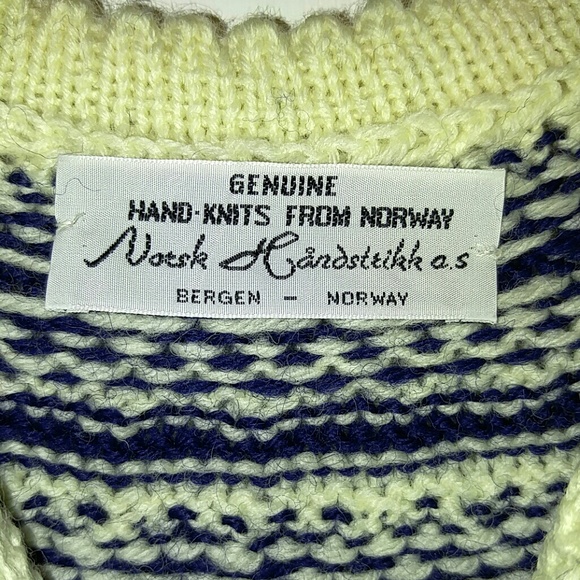 GENUINE
HAND-KNITS FROM NORWAY
Norsk Håndstrikk a.s
BERGEN – NORWAY